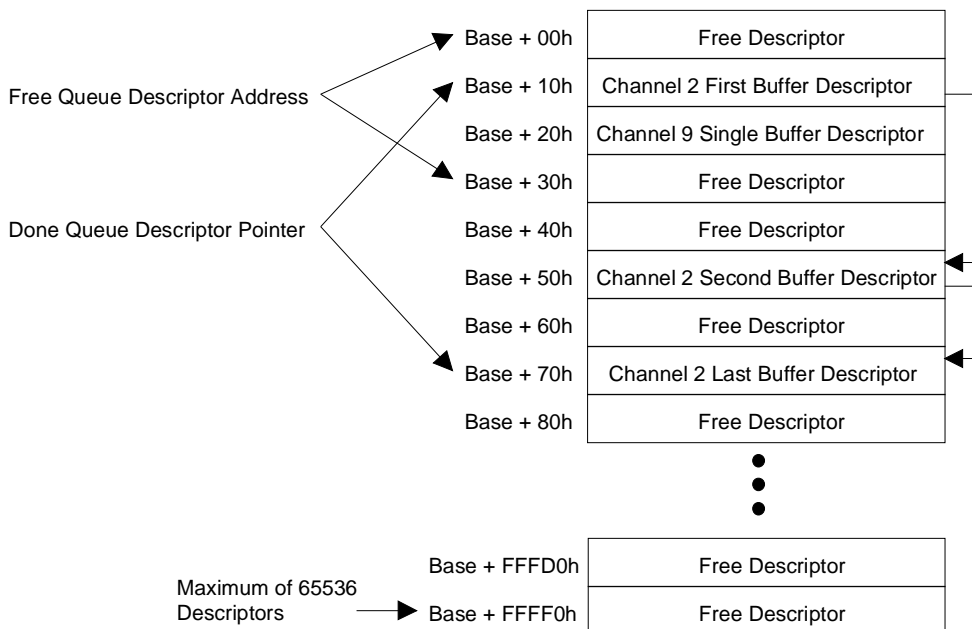 Base + 00h Free Descriptor
Free Queue Descriptor Address
Base + 10h Channel 2 First Buffer Descriptor
Base + 20h Channel 9 Single Buffer Descriptor
Base + 30h Free Descriptor
Done Queue Descriptor Pointer
Base + 40h Free Descriptor
Base + 50h Channel 2 Second Buffer Descriptor
Base + 60h Free Descriptor
Base + 70h Channel 2 Last Buffer Descriptor
Base + 80h Free Descriptor
Base + FFFD0h Free Descriptor
Maximum of 65536
Descriptors
Base + FFFF0h Free Descriptor